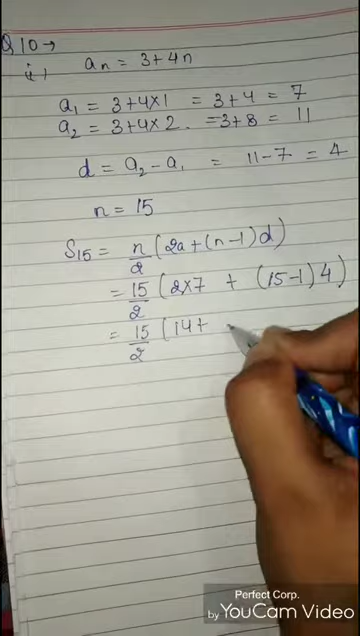 Q10→
i) aₙ = 3+4n
a₁ = 3+4×1 = 3+4 = 7
a₂ = 3+4×2. =3+8 = 11
d = a₂-a₁ = 11-7 = 4
n = 15
S₁₅ = n/2 (2a+(n-1)d)
= 15/2 (2×7 + (15-1)4)
= 15/2 (14+
Perfect Corp.
by YouCam Video